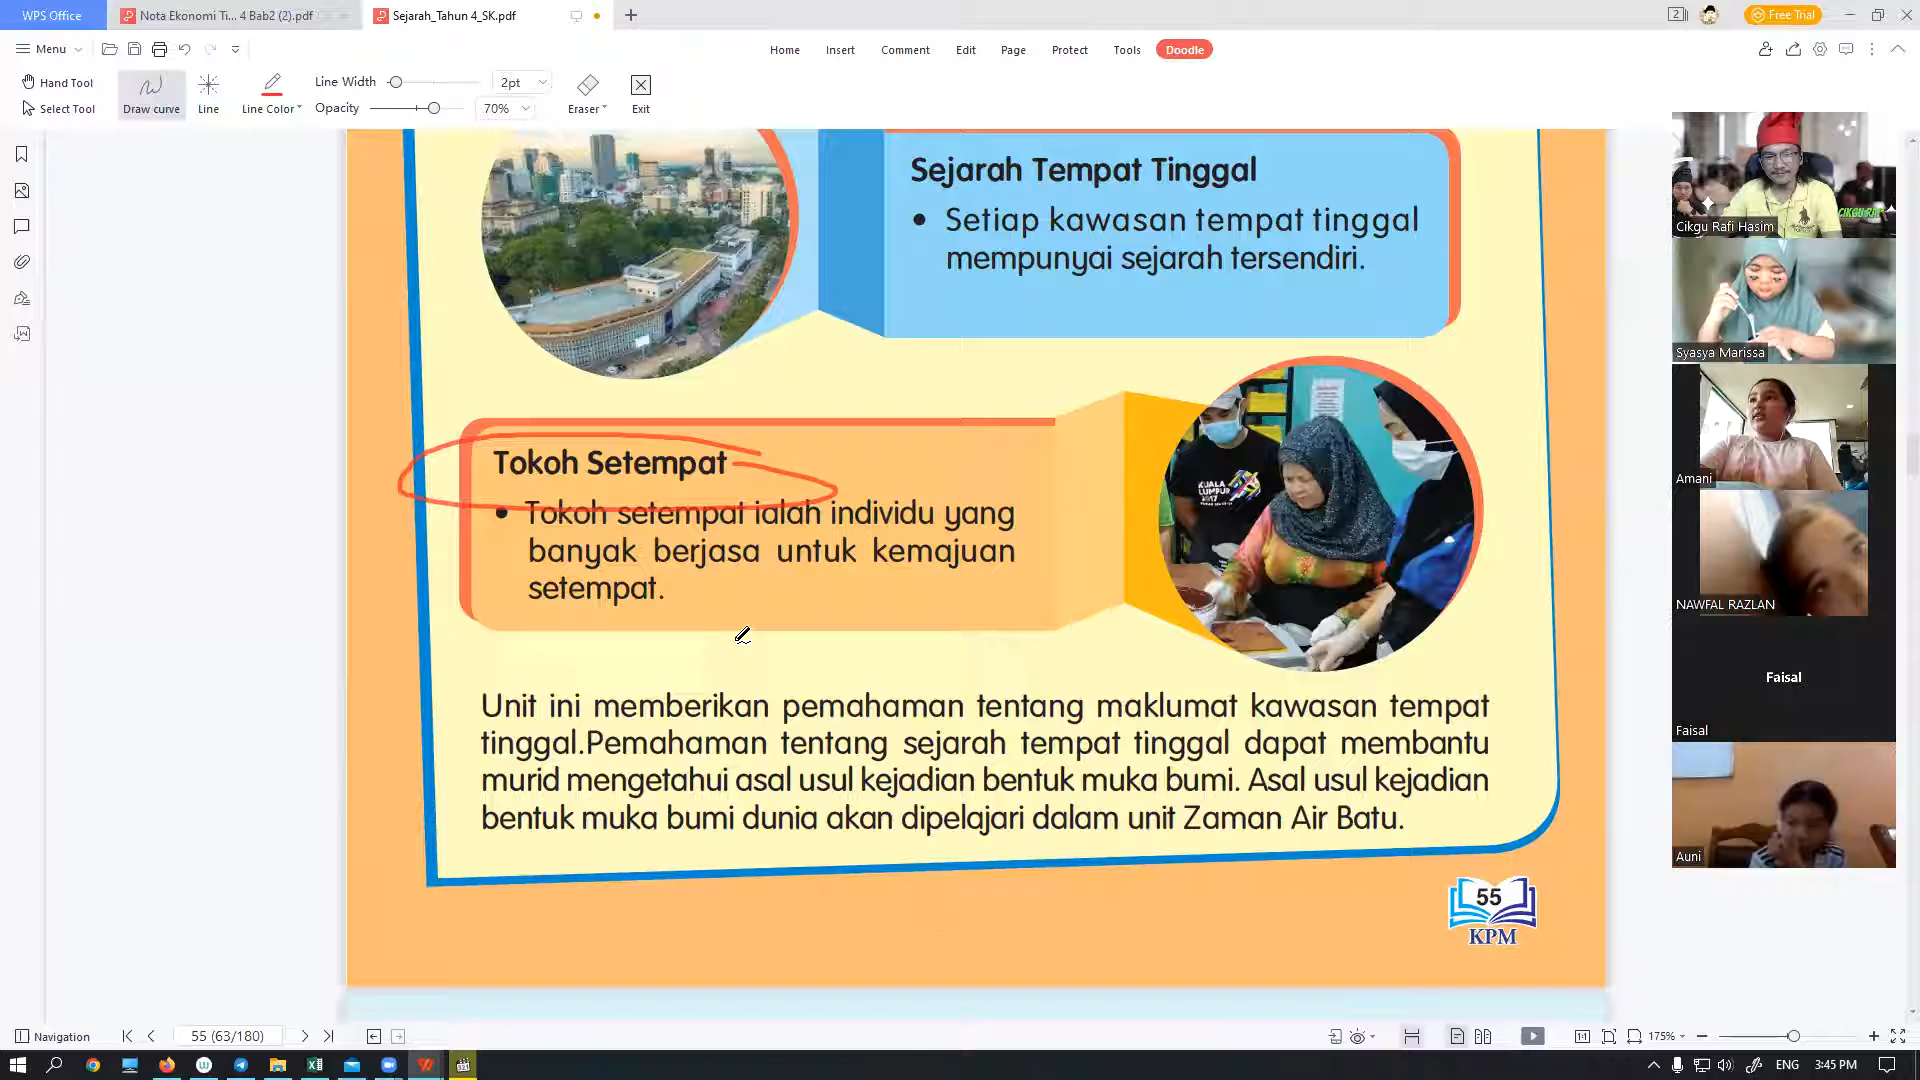 WPS Office
Nota Ekonomi Ti... 4 Bab2 (2).pdf
Sejarah_Tahun 4_SK.pdf
2
Free Trial
Menu
Home
Insert
Comment
Edit
Page
Protect
Tools
Doodle
Hand Tool
Select Tool
Draw curve
Line
Line Color
Line Width
2pt
Opacity
70%
Eraser
Exit
Sejarah Tempat Tinggal
• Setiap kawasan tempat tinggal
mempunyai sejarah tersendiri.
Tokoh Setempat
• Tokoh setempat ialah individu yang
banyak berjasa untuk kemajuan
setempat.
KUALA
LUMPUR
2017
Unit ini memberikan pemahaman tentang maklumat kawasan tempat
tinggal.Pemahaman tentang sejarah tempat tinggal dapat membantu
murid mengetahui asal usul kejadian bentuk muka bumi. Asal usul kejadian
bentuk muka bumi dunia akan dipelajari dalam unit Zaman Air Batu.
55
KPM
CIKGU RAFI
Cikgu Rafi Hasim
Syasya Marissa
Amani
NAWFAL RAZLAN
Faisal
Faisal
Auni
Navigation
55 (63/180)
175%
ENG
3:45 PM